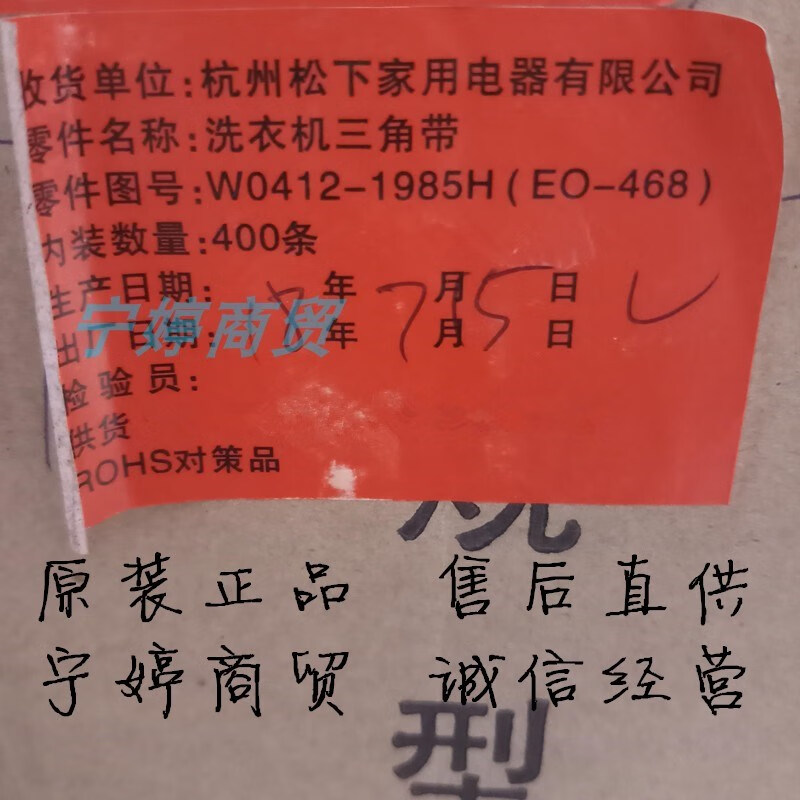 收货单位:杭州松下家用电器有限公司
零件名称:洗衣机三角带
零件图号:W0412-1985H(EO-468)
内装数量:400条
生产日期: 年 7月15日
出厂日期: 年 月 日
检验员:
供货
ROHS对策品
宁婷商贸
原装正品 售后直供
宁婷商贸 诚信经营
型